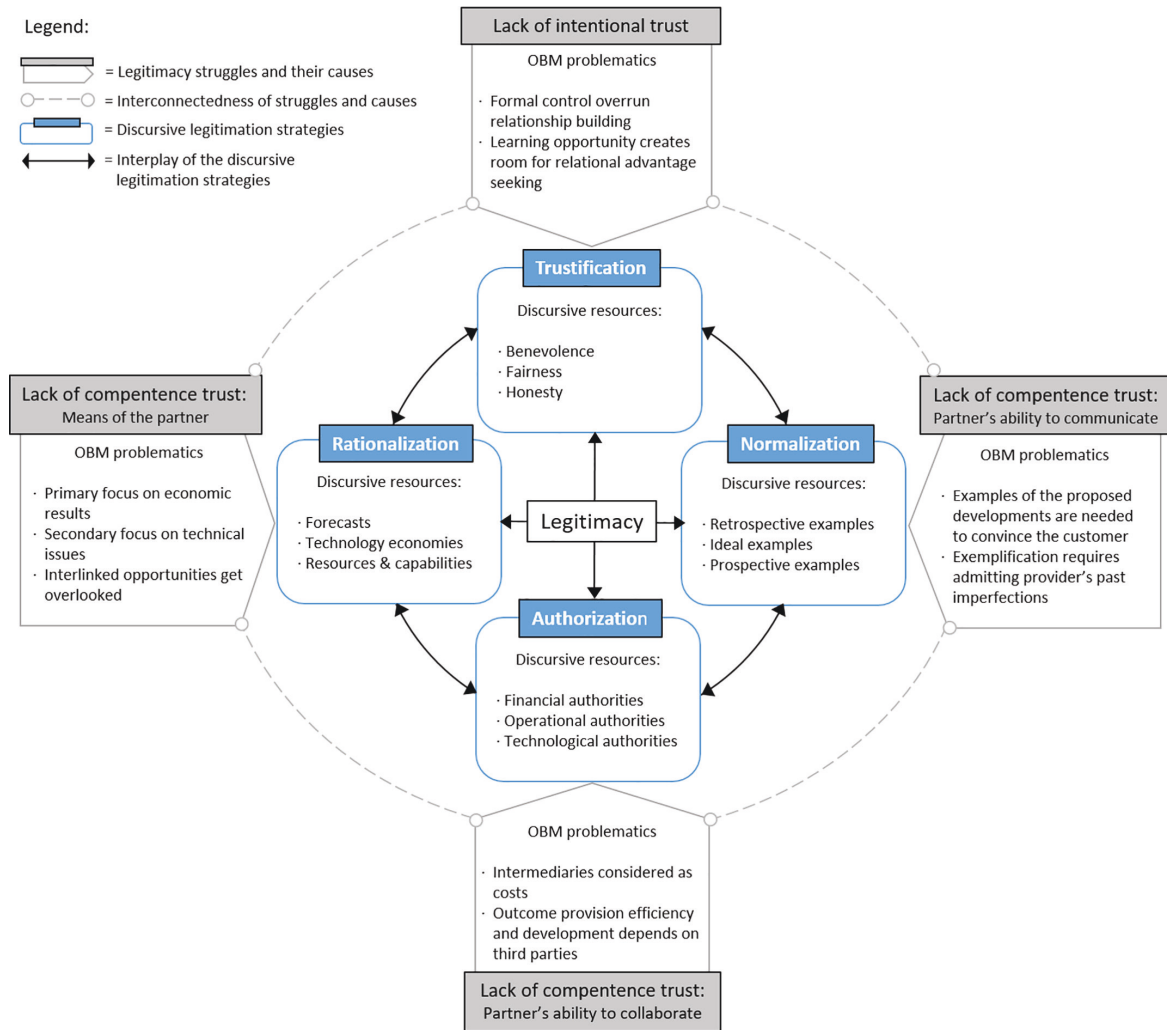 Legend:
= Legitimacy struggles and their causes
= Interconnectedness of struggles and causes
= Discursive legitimation strategies
= Interplay of the discursive
legitimation strategies
Lack of intentional trust
OBM problematics
· Formal control overrun
relationship building
· Learning opportunity creates
room for relational advantage
seeking
Trustification
Discursive resources:
· Benevolence
· Fairness
· Honesty
Lack of compentence trust:
Means of the partner
OBM problematics
· Primary focus on economic
results
· Secondary focus on technical
issues
· Interlinked opportunities get
overlooked
Rationalization
Discursive resources:
· Forecasts
· Technology economies
· Resources & capabilities
Legitimacy
Normalization
Discursive resources:
· Retrospective examples
· Ideal examples
· Prospective examples
Lack of compentence trust:
Partner's ability to communicate
OBM problematics
· Examples of the proposed
developments are needed
to convince the customer
· Exemplification requires
admitting provider's past
imperfections
Authorization
Discursive resources:
· Financial authorities
· Operational authorities
· Technological authorities
OBM problematics
· Intermediaries considered as
costs
· Outcome provision efficiency
and development depends on
third parties
Lack of compentence trust:
Partner's ability to collaborate